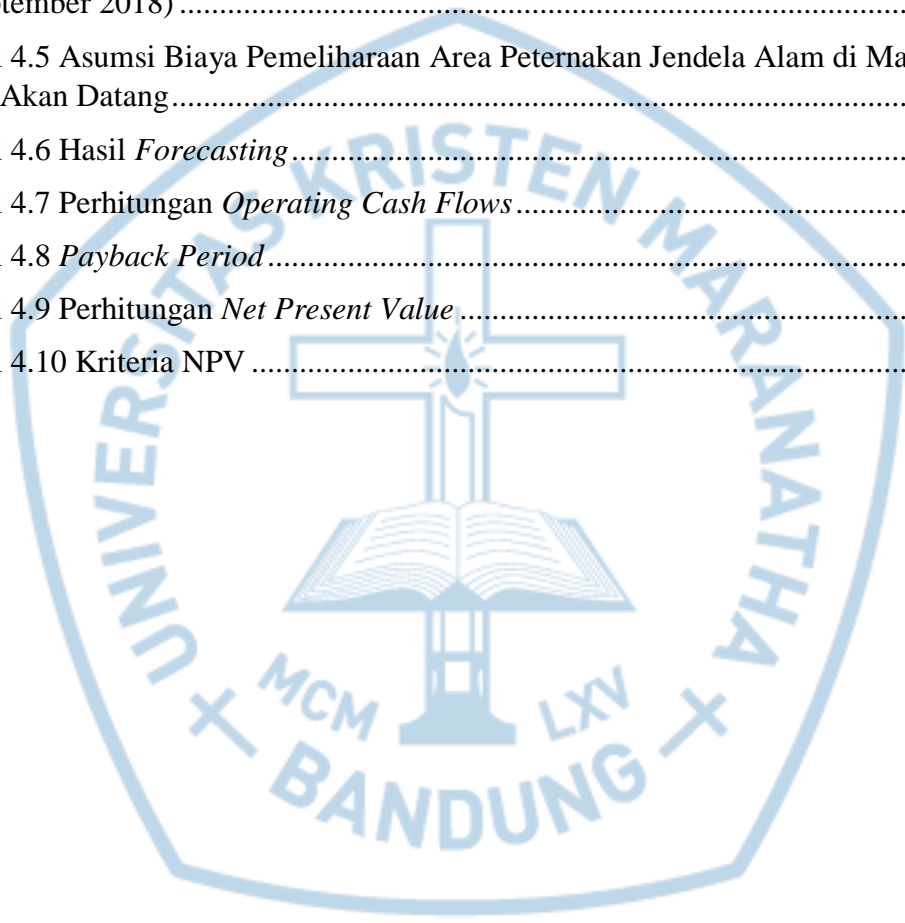 tember 2018)
4.5 Asumsi Biaya Pemeliharaan Area Peternakan Jendela Alam di Ma
Akan Datang
4.6 Hasil Forecasting
4.7 Perhitungan Operating Cash Flows
4.8 Payback Period
4.9 Perhitungan Net Present Value
4.10 Kriteria NPV
UNIVERSITAS KRISTEN MARANATHA
MCM LXV
BANDUNG